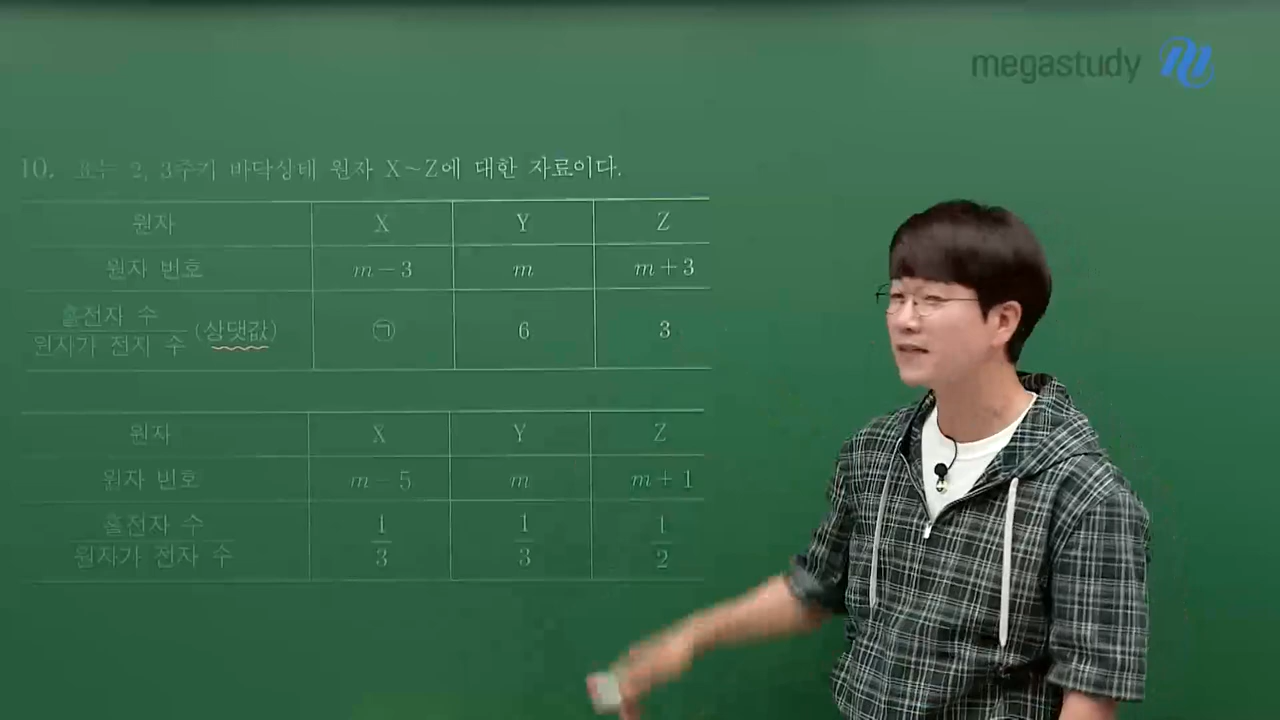 megastudy
10. 표는 2, 3주기 바닥상태 원자 X~Z에 대한 자료이다.
원자 X Y Z
원자 번호 m-3 m m+3
홀전자 수/원자가 전자 수 (상댓값) ㉠ 6 3
원자 X Y Z
원자 번호 m-5 m m+1
홀전자 수/원자가 전자 수 1/3 1/3 1/2